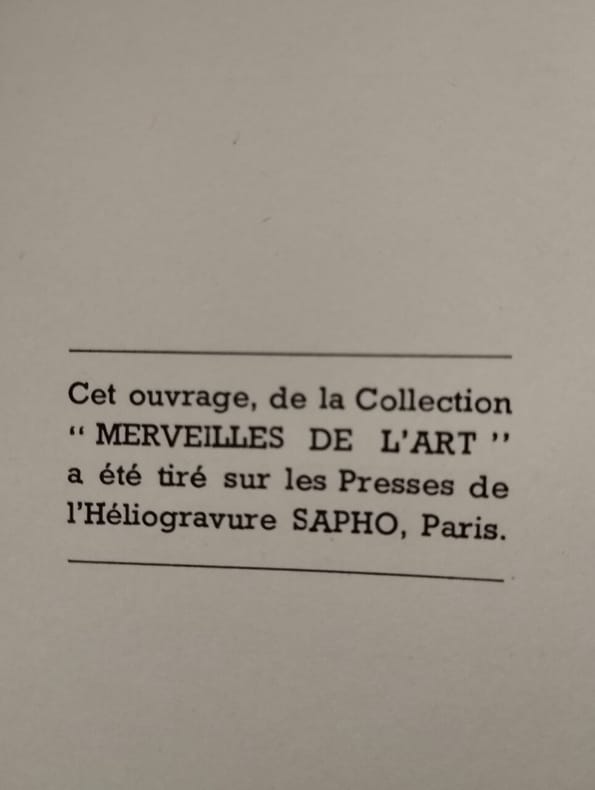 Cet ouvrage, de la Collection
“ MERVEILLES DE L'ART ”
a été tiré sur les Presses de
l'Héliogravure SAPHO, Paris.